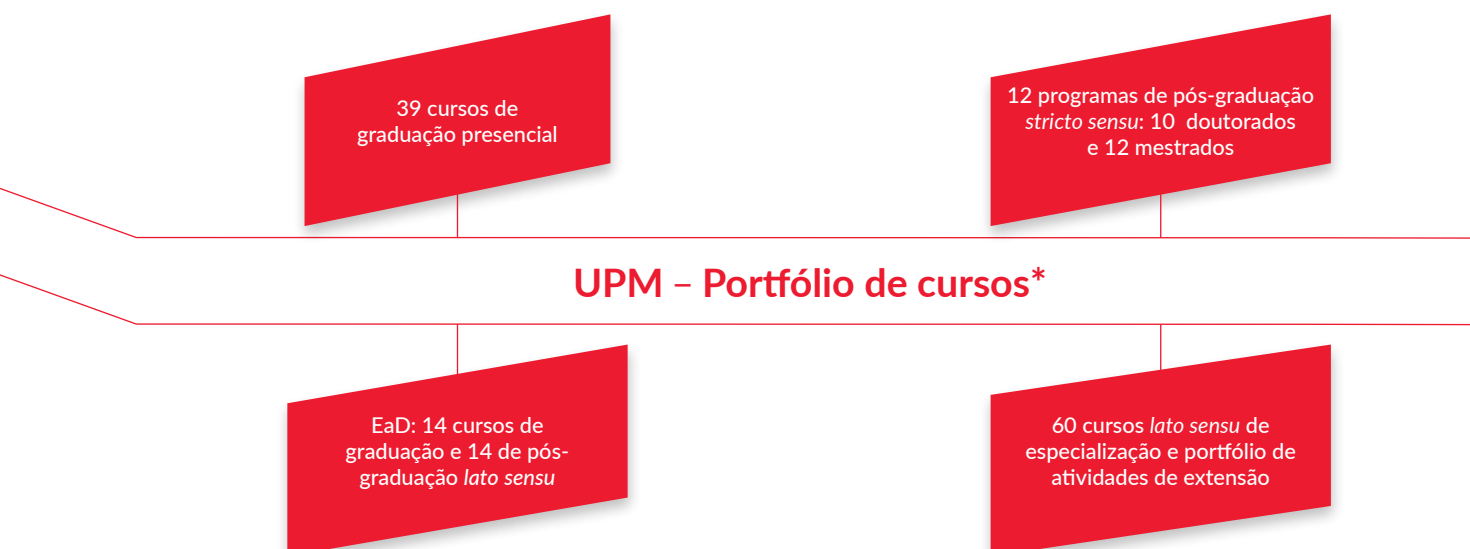 39 cursos de
graduação presencial
12 programas de pós-graduação
stricto sensu: 10 doutorados
e 12 mestrados
UPM – Portfólio de cursos*
EaD: 14 cursos de
graduação e 14 de pós-
graduação lato sensu
60 cursos lato sensu de
especialização e portfólio de
atividades de extensão